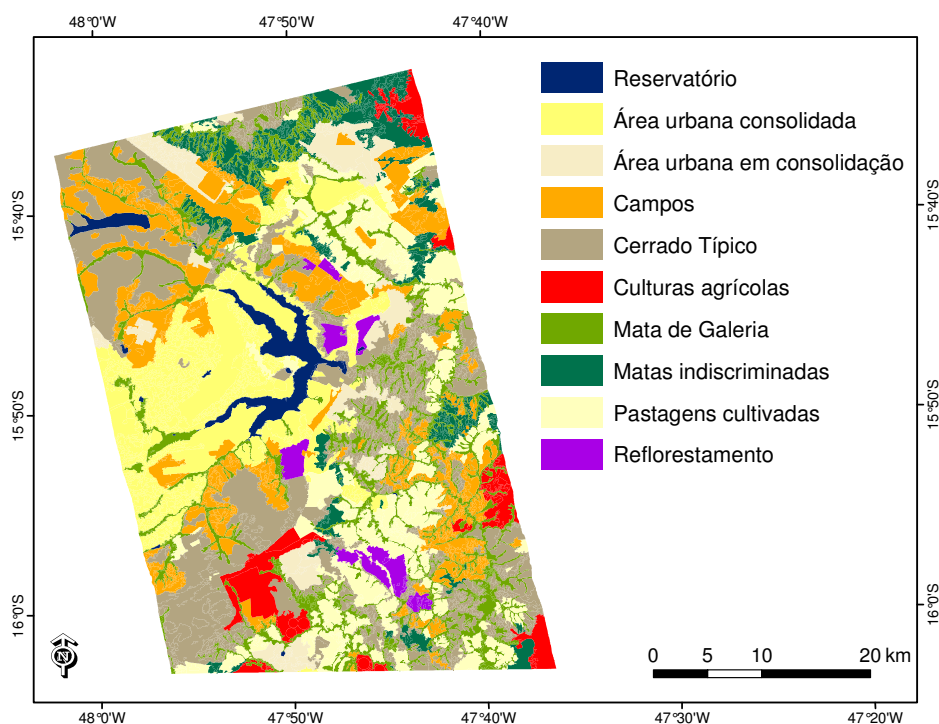 48°0'W 47°50'W 47°40'W
Reservatório
Área urbana consolidada
Área urbana em consolidação
Campos
Cerrado Típico
Culturas agrícolas
Mata de Galeria
Matas indiscriminadas
Pastagens cultivadas
Reflorestamento
15°40'S
15°40'S
15°50'S
15°50'S
16°0'S
16°0'S
N
0 5 10 20 km
48°0'W 47°50'W 47°40'W 47°30'W 47°20'W